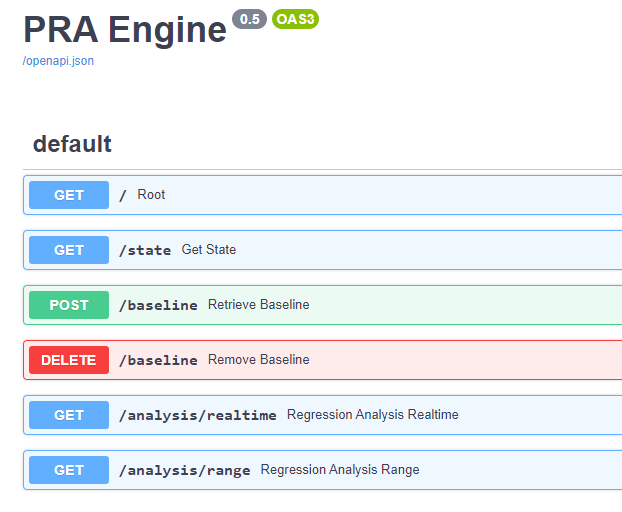 PRA Engine 0.5 OAS3
/openapi.json
default
GET / Root
GET /state Get State
POST /baseline Retrieve Baseline
DELETE /baseline Remove Baseline
GET /analysis/realtime Regression Analysis Realtime
GET /analysis/range Regression Analysis Range